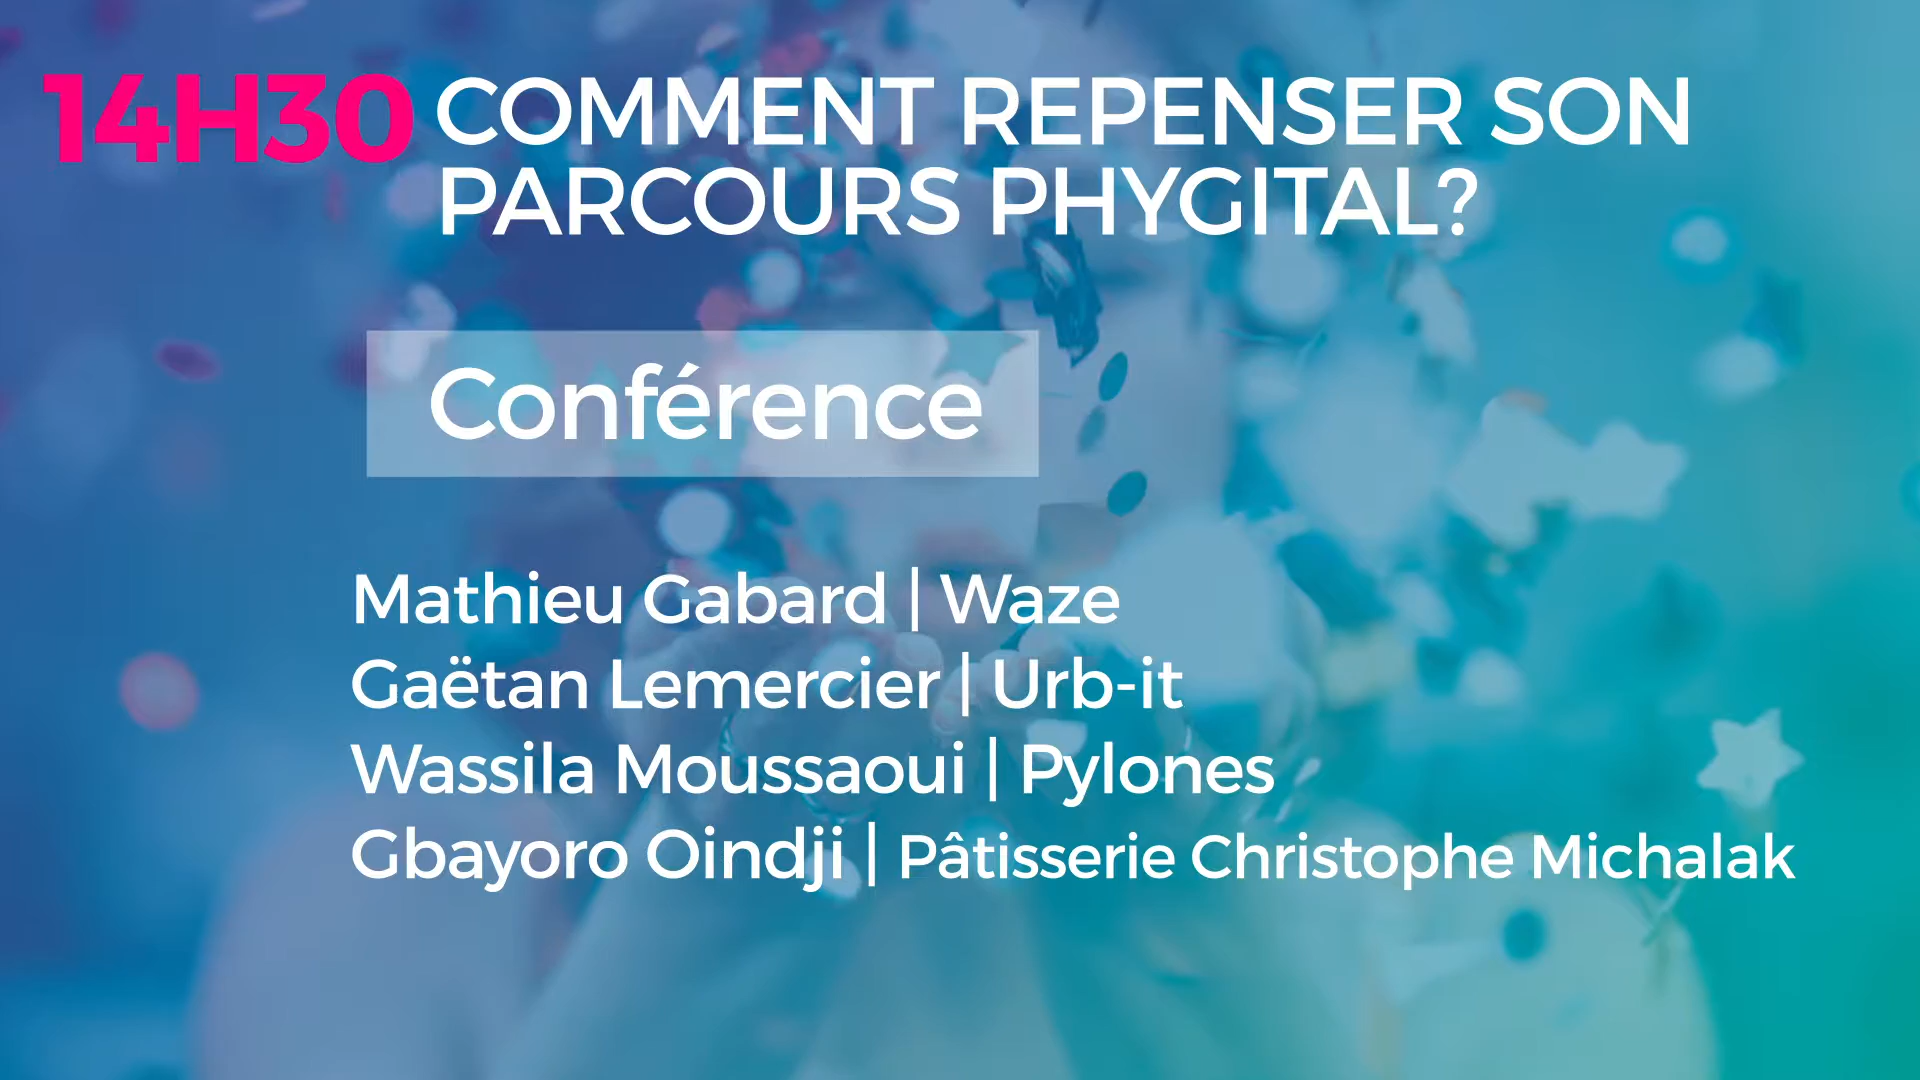 14H30 COMMENT REPENSER SON
PARCOURS PHYGITAL?
Conférence
Mathieu Gabard | Waze
Gaëtan Lemercier | Urb-it
Wassila Moussaoui | Pylones
Gbayoro Oindji | Pâtisserie Christophe Michalak